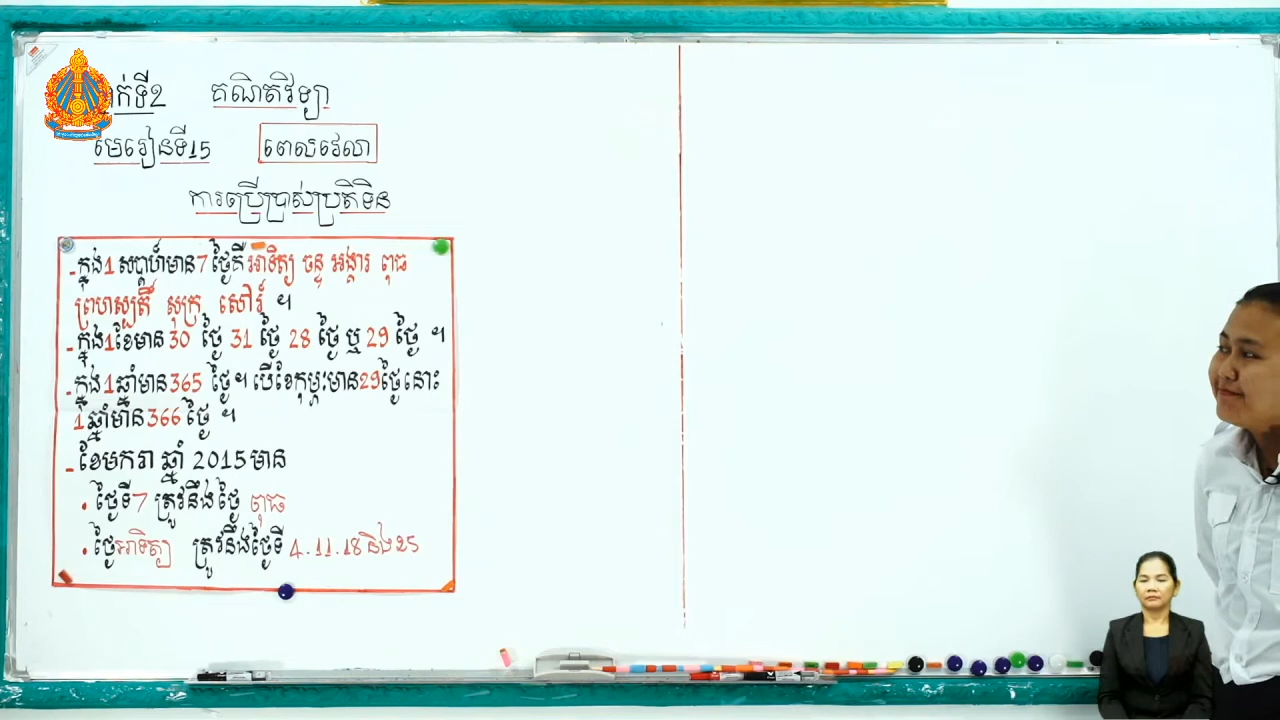 ថ្នាក់ទី2 គណិតវិទ្យា
មេរៀនទី15 ពេលវេលា
ការប្រើប្រាស់ប្រតិទិន
-ក្នុង1 សប្តាហ៍មាន7 ថ្ងៃគឺ អាទិត្យ ចន្ទ អង្គារ ពុធ
ព្រហស្បតិ៍ សុក្រ សៅរ៍ ។
-ក្នុង1ខែមាន30 ថ្ងៃ 31 ថ្ងៃ 28 ថ្ងៃ ឬ 29 ថ្ងៃ ។
-ក្នុង 1ឆ្នាំមាន365 ថ្ងៃ។ បើខែកុម្ភៈមាន29ថ្ងៃនោះ
1ឆ្នាំមាន366 ថ្ងៃ ។
-ខែមករា ឆ្នាំ 2015 មាន
• ថ្ងៃទី7 ត្រូវនឹងថ្ងៃ ពុធ
• ថ្ងៃអាទិត្យ ត្រូវនឹងថ្ងៃទី 4.11.18 និង 25